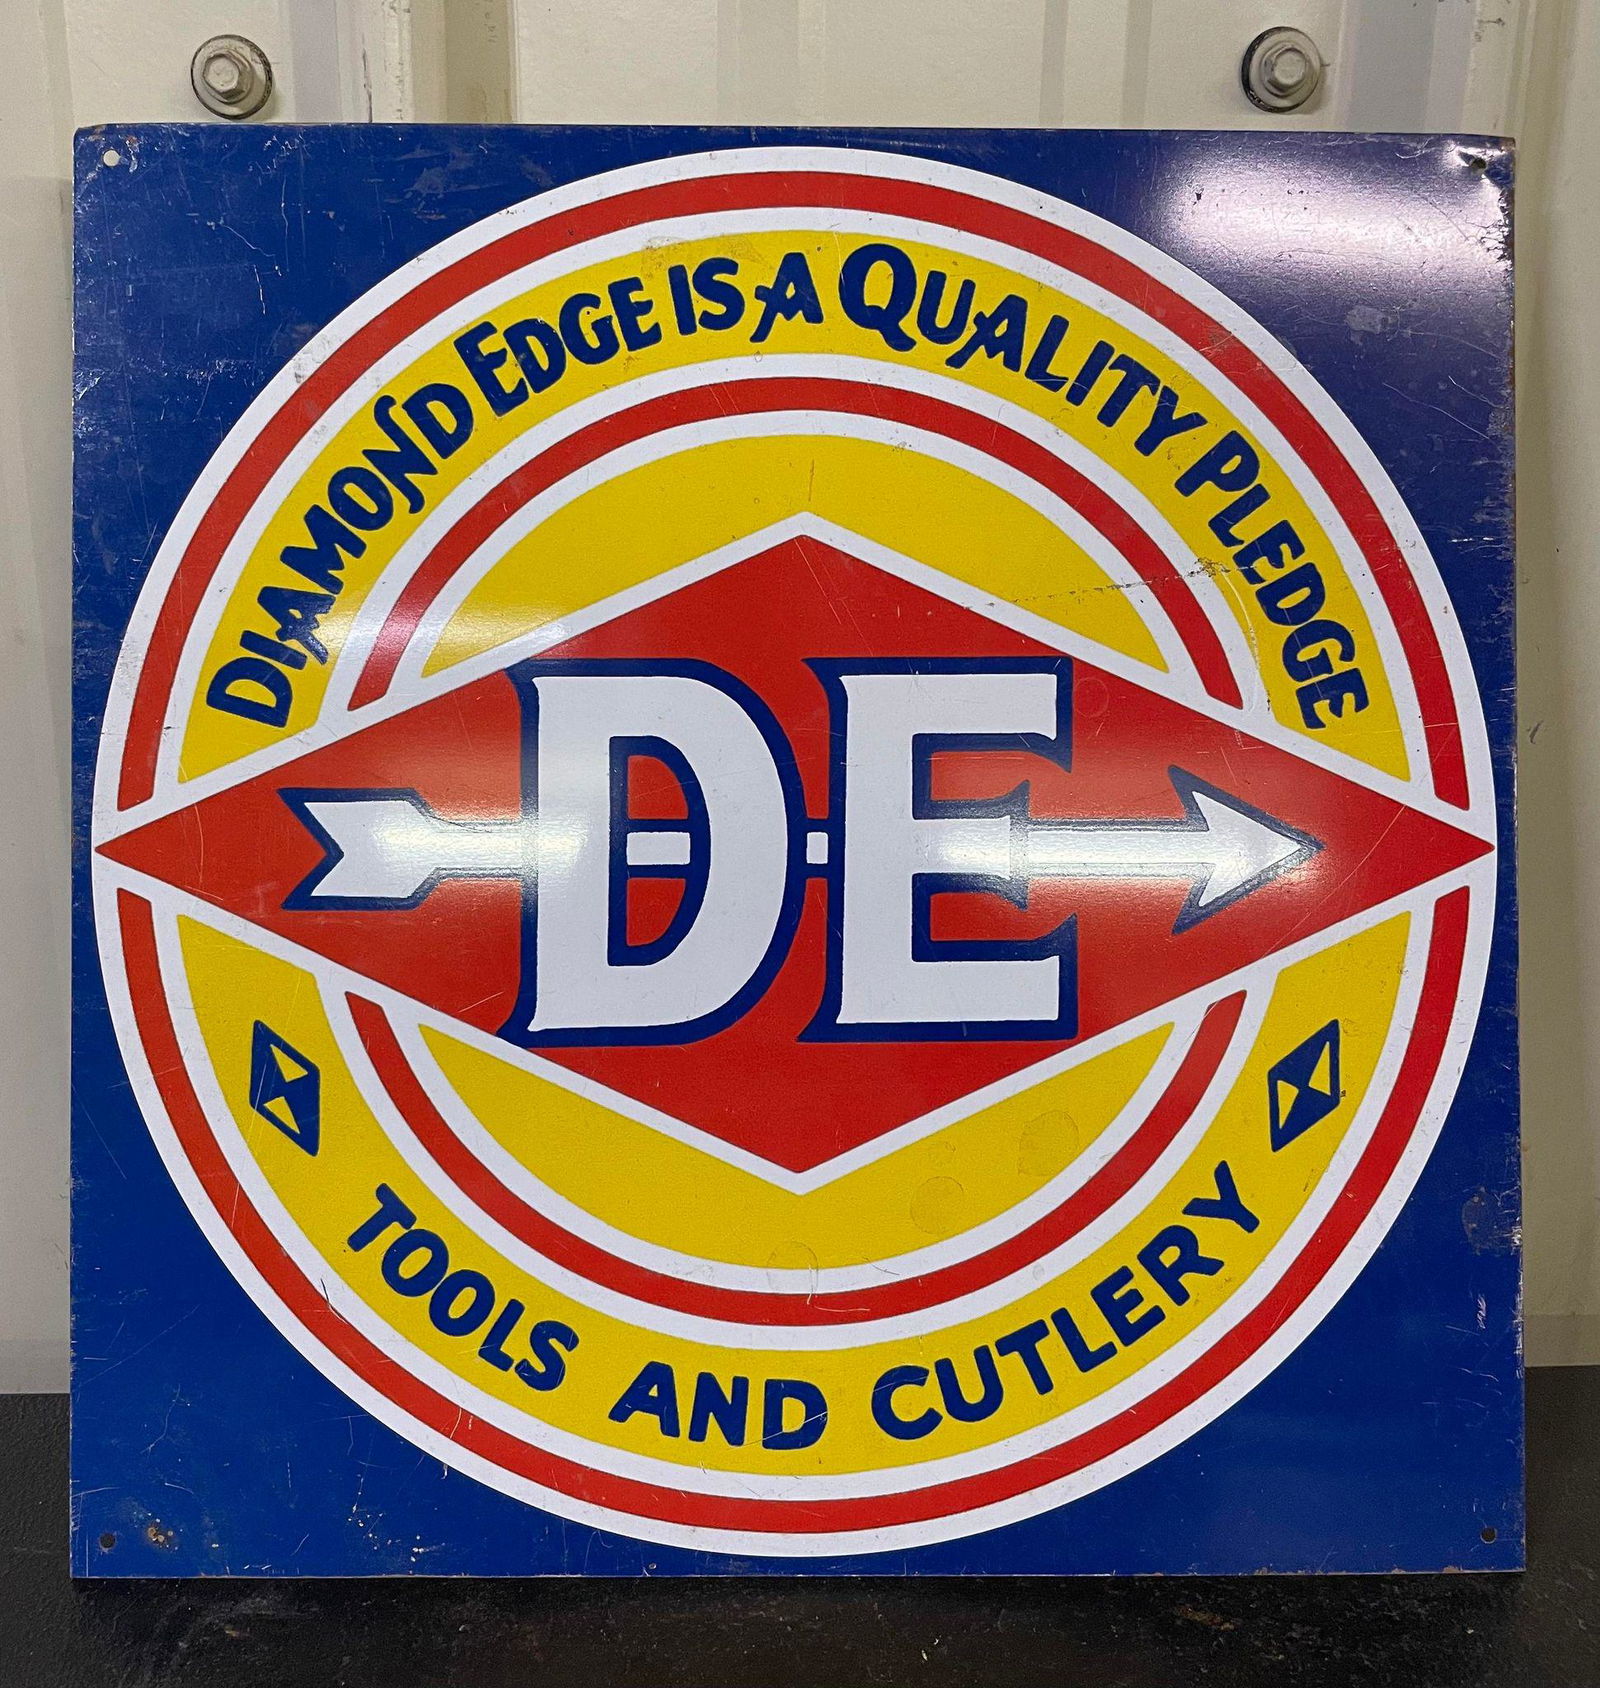 DIAMOND EDGE IS A QUALITY PLEDGE
DE
TOOLS AND CUTLERY